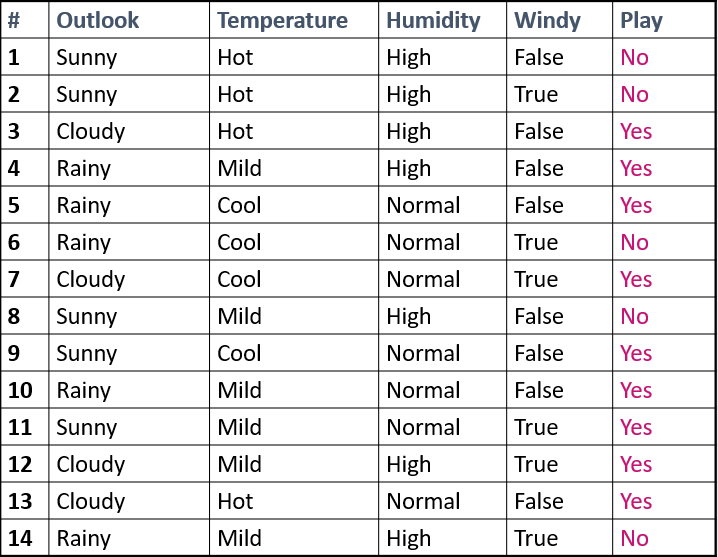 # Outlook Temperature Humidity Windy Play
1 Sunny Hot High False No
2 Sunny Hot High True No
3 Cloudy Hot High False Yes
4 Rainy Mild High False Yes
5 Rainy Cool Normal False Yes
6 Rainy Cool Normal True No
7 Cloudy Cool Normal True Yes
8 Sunny Mild High False No
9 Sunny Cool Normal False Yes
10 Rainy Mild Normal False Yes
11 Sunny Mild Normal True Yes
12 Cloudy Mild High True Yes
13 Cloudy Hot Normal False Yes
14 Rainy Mild High True No